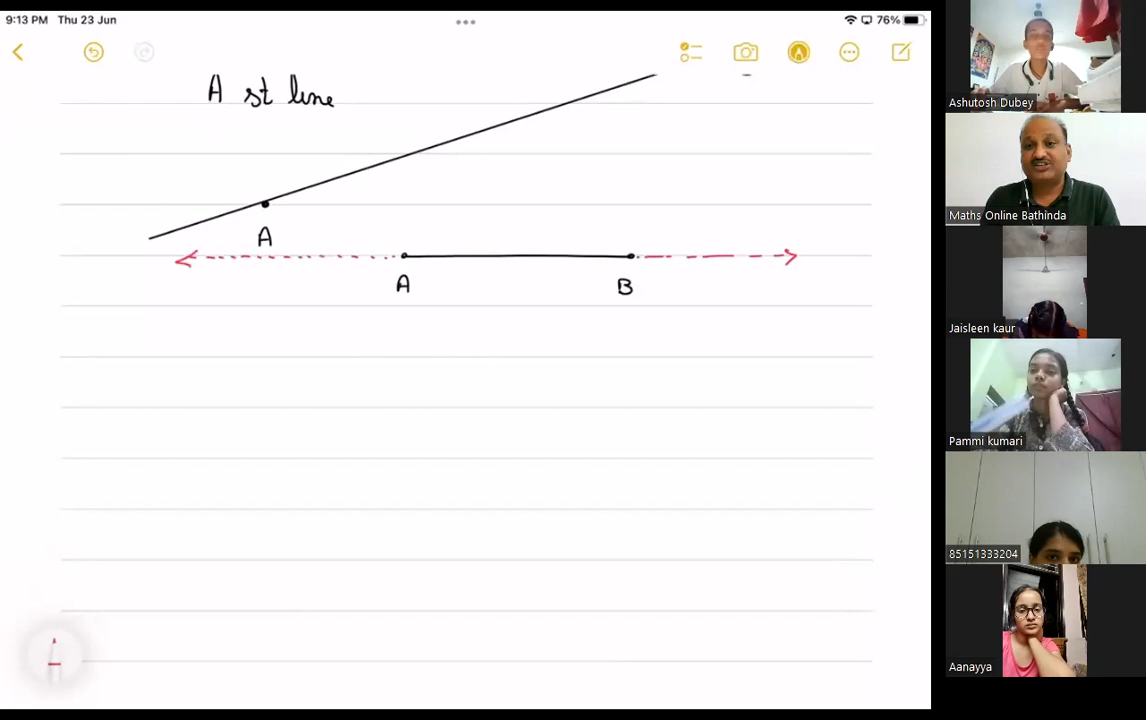 9:13 PM Thu 23 Jun
76%
A st line
A
A B
Ashutosh Dubey
Maths Online Bathinda
Jaisleen kaur
Pammi kumari
85151333204
Aanayya